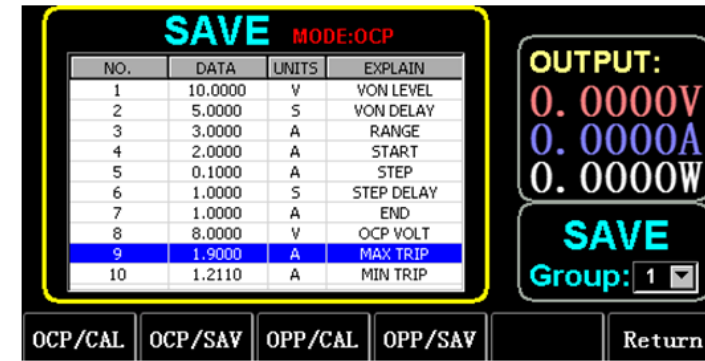 SAVE MODE:OCP
NO. DATA UNITS EXPLAIN
1 10.0000 V VON LEVEL
2 5.0000 S VON DELAY
3 3.0000 A RANGE
4 2.0000 A START
5 0.1000 A STEP
6 1.0000 S STEP DELAY
7 1.0000 A END
8 8.0000 V OCP VOLT
9 1.9000 A MAX TRIP
10 1.2110 A MIN TRIP
OUTPUT:
0.0000V
0.0000A
0.0000W
SAVE
Group: 1
OCP/CAL OCP/SAV OPP/CAL OPP/SAV Return